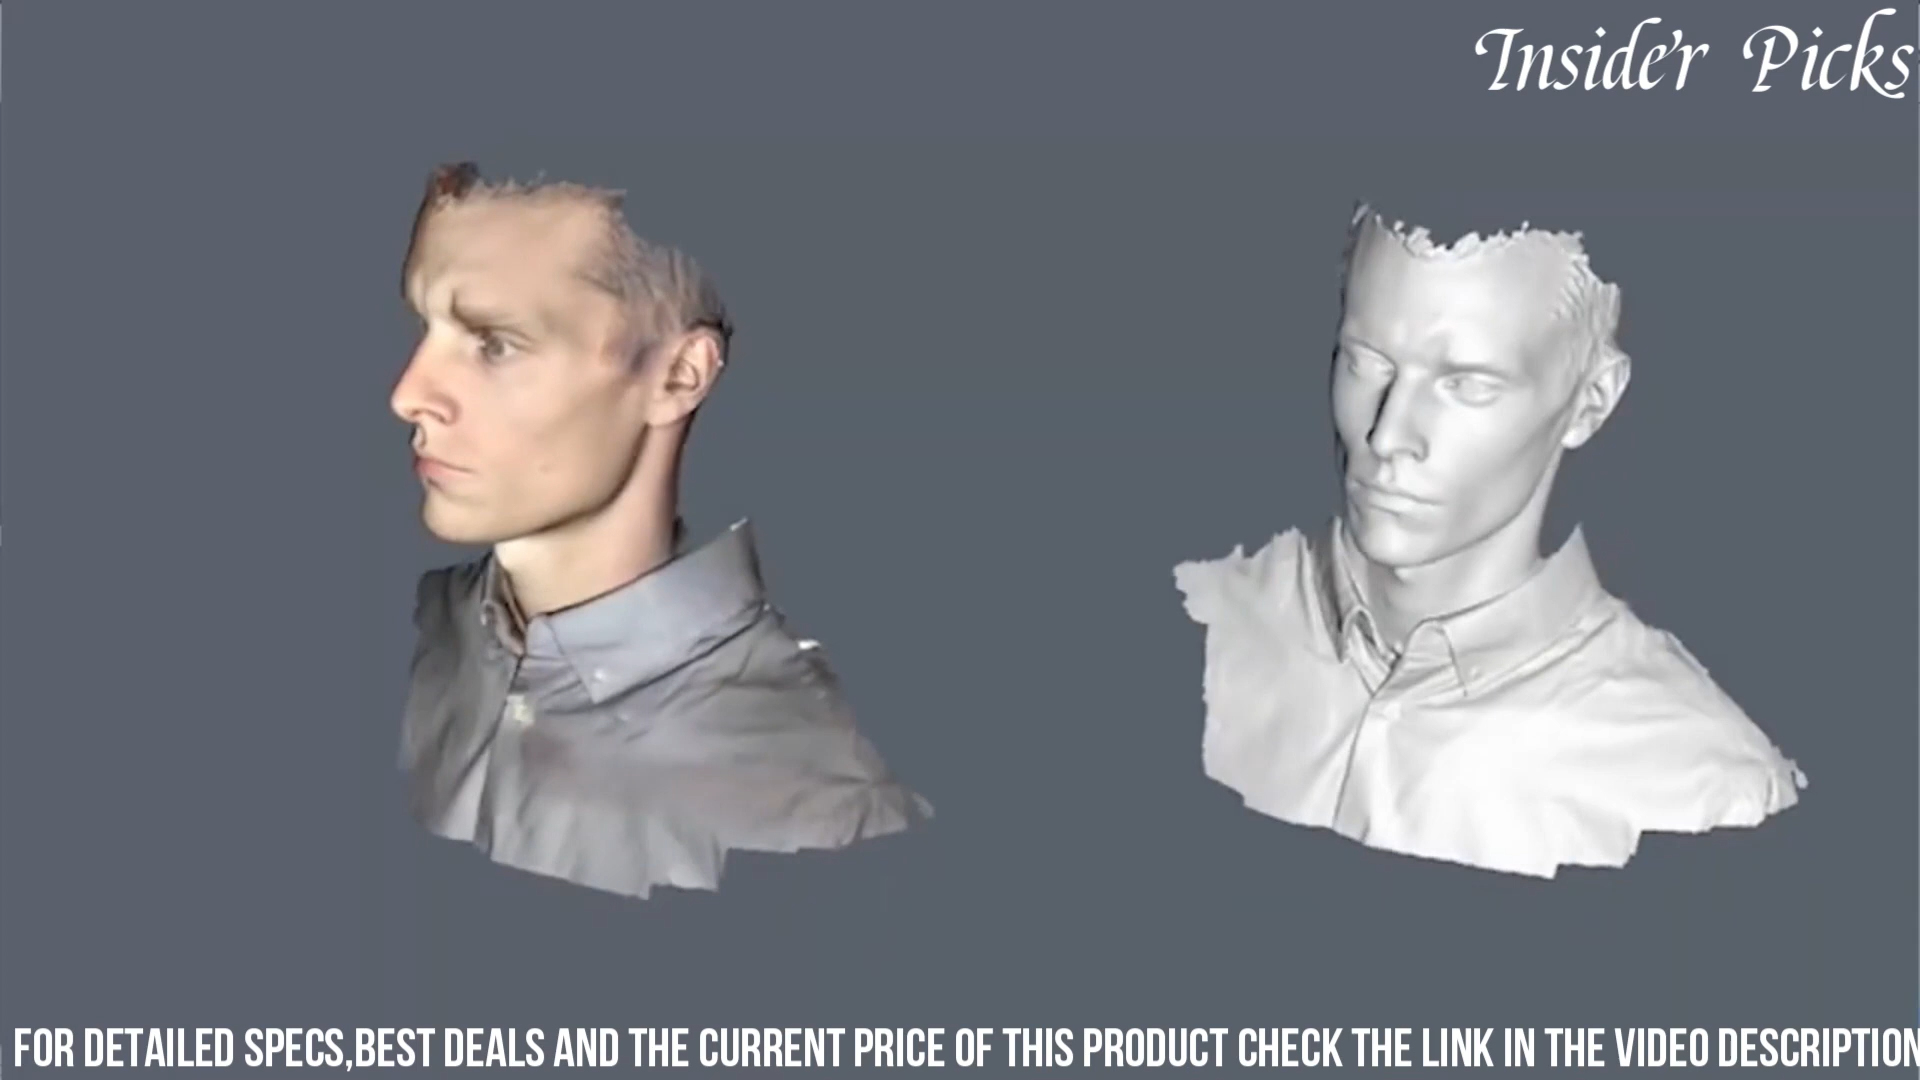 Insider Picks
FOR DETAILED SPECS,BEST DEALS AND THE CURRENT PRICE OF THIS PRODUCT CHECK THE LINK IN THE VIDEO DESCRIPTION